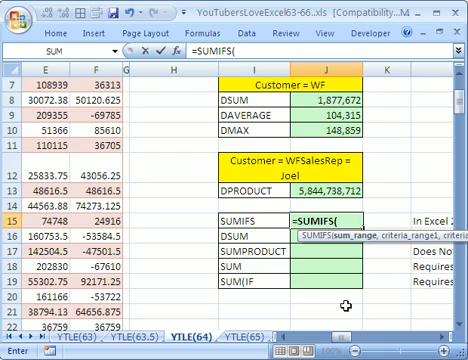 YouTubersLoveExcel63-66...xls [Compatibility...
Home Insert Page Layout Formulas Data Review View Developer
SUM =SUMIFS(
E F G H I J K
7 108939 36313 Customer = WF
8 30072.38 50120.625 DSUM 1,877,672
9 209355 -69785 DAVERAGE 104,315
10 51366 85610 DMAX 148,859
11 110115 36705
Customer = WFSalesRep =
12 25833.75 43056.25 Joel
13 48616.5 48616.5 DPRODUCT 5,844,738,712
14 44563.88 74273.125
15 74748 24916 SUMIFS =SUMIFS( In Excel 2
SUMIFS(sum_range, criteria_range1, criteria
16 160753.5 -53584.5 DSUM
17 142504.5 -47501.5 SUMPRODUCT Does No
18 202830 -67610 SUM Requires
19 55302.75 92171.25 SUM(IF Requires
20 161166 -53722
21 38794.13 64656.875
22 36759 36759
YTLE(63) YTLE(63.5) YTLE(64) YTLE(65)
Enter 100%